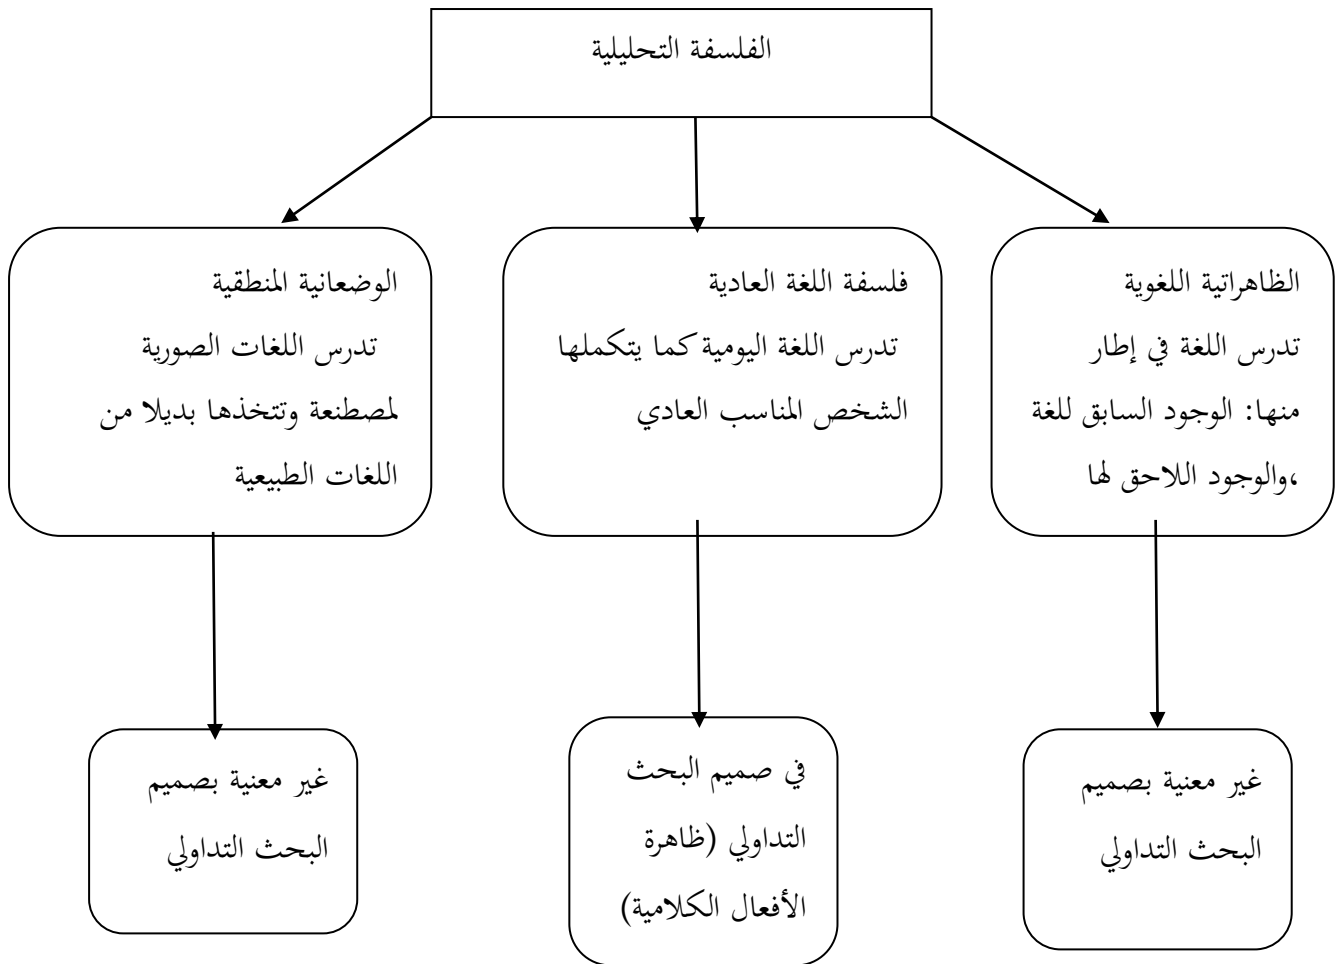 الفلسفة التحليلية
الظاهراتية اللغوية
تدرس اللغة في إطار
منها: الوجود السابق للغة
،والوجود اللاحق لها
فلسفة اللغة العادية
تدرس اللغة اليومية كما يتكملها
الشخص المناسب العادي
الوضعانية المنطقية
تدرس اللغات الصورية
لمصطنعة وتتخذها بديلا من
اللغات الطبيعية
غير معنية بصميم
البحث التداولي
في صميم البحث
التداولي (ظاهرة
الأفعال الكلامية)
غير معنية بصميم
البحث التداولي